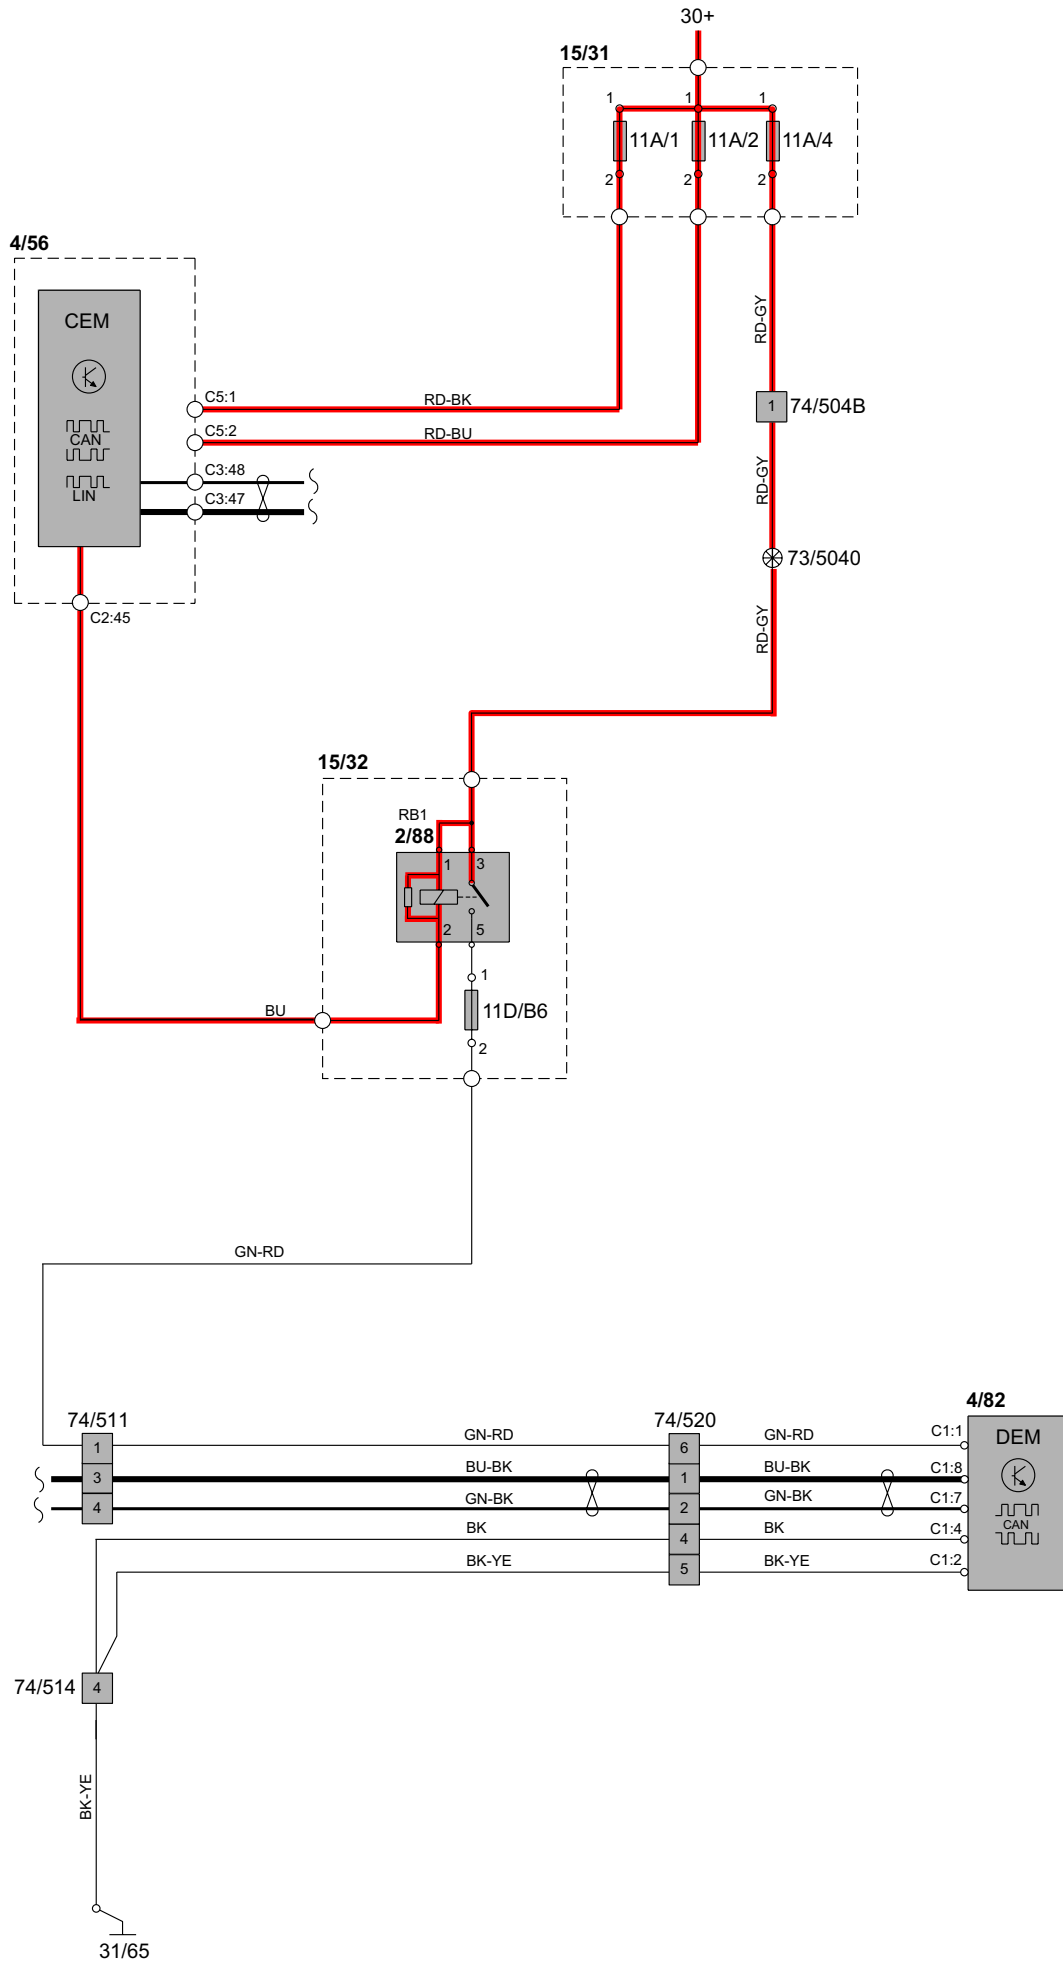 30+
15/31
1 1 1
11A/1 11A/2 11A/4
2 2 2
4/56
CEM
CAN
LIN
C5:1 RD-BK
C5:2 RD-BU
C3:48
C3:47
C2:45
RD-GY
1 74/504B
RD-GY
73/5040
RD-GY
15/32
RB1
2/88
1 3
2 5
1
11D/B6
2
BU
GN-RD
4/82
DEM
CAN
74/511 74/520
1 GN-RD 6 GN-RD C1:1
3 BU-BK 1 BU-BK C1:8
4 GN-BK 2 GN-BK C1:7
BK 4 BK C1:4
BK-YE 5 BK-YE C1:2
74/514 4
BK-YE
31/65